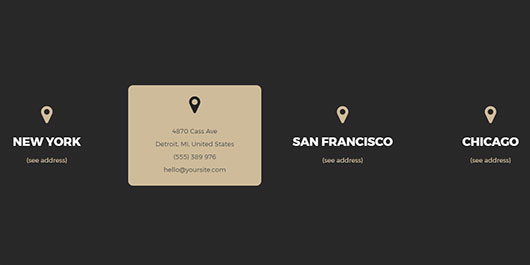 NEW YORK
(see address)
4870 Cass Ave
Detroit, MI, United States
(555) 389 976
hello@yoursite.com
SAN FRANCISCO
(see address)
CHICAGO
(see address)